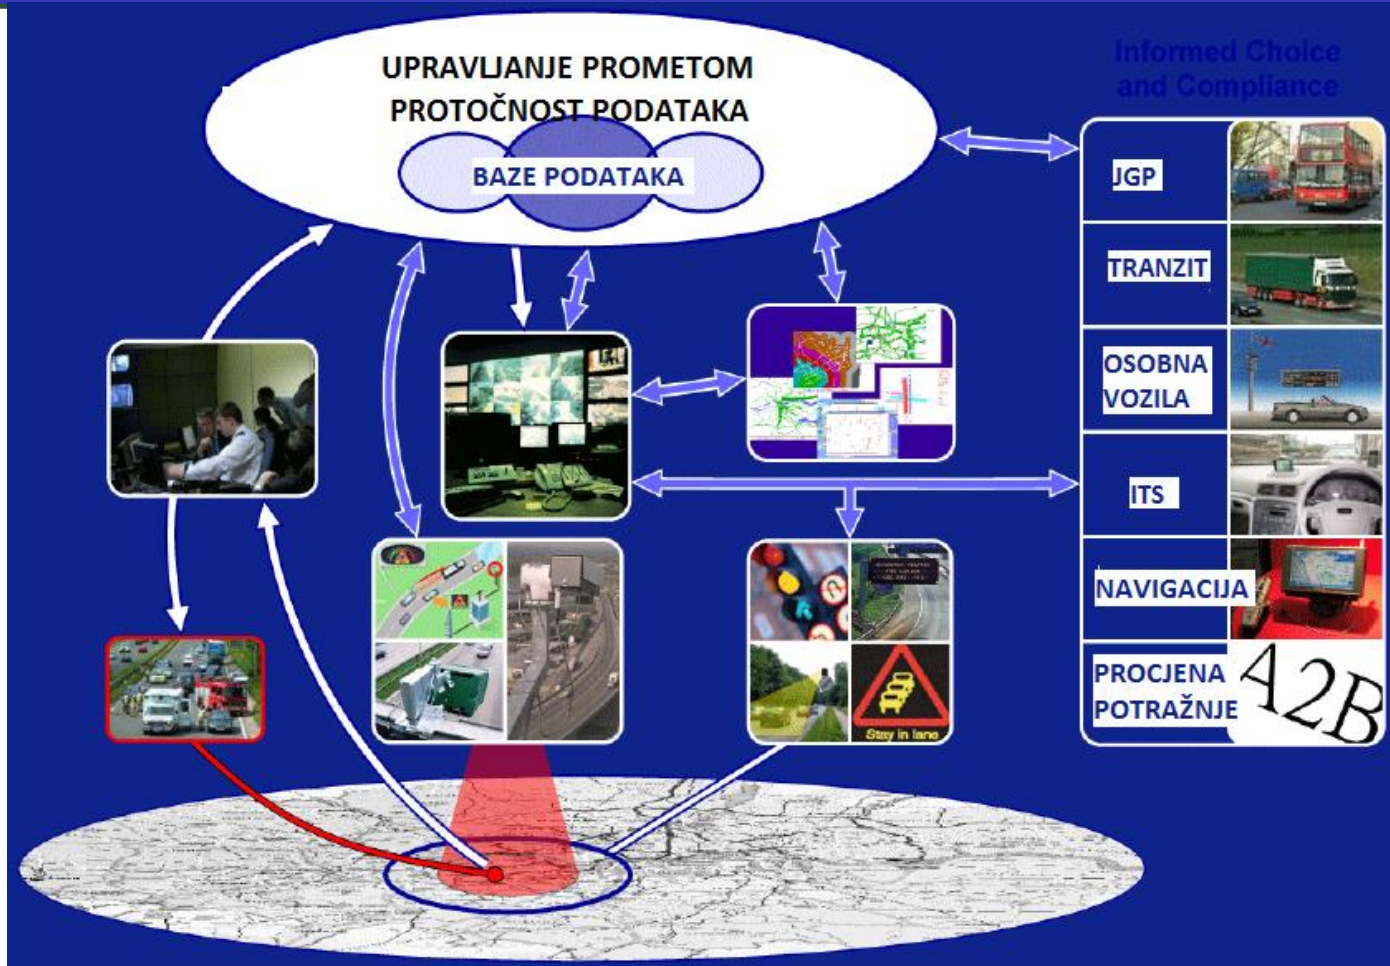 UPRAVLJANJE PROMETOM
PROTOČNOST PODATAKA
BAZE PODATAKA
Informed Choice
and Compliance
JGP
TRANZIT
OSOBNA
VOZILA
ITS
NAVIGACIJA
PROCJENA
POTRAŽNJE
A2B
Stay in lane